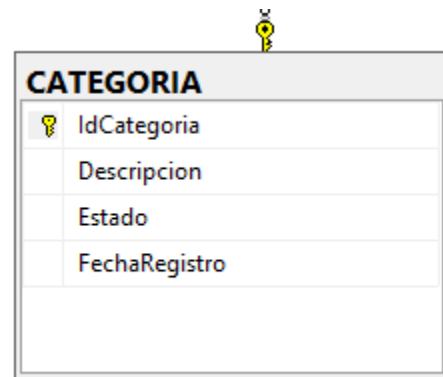 CATEGORIA
IdCategoria
Descripcion
Estado
FechaRegistro